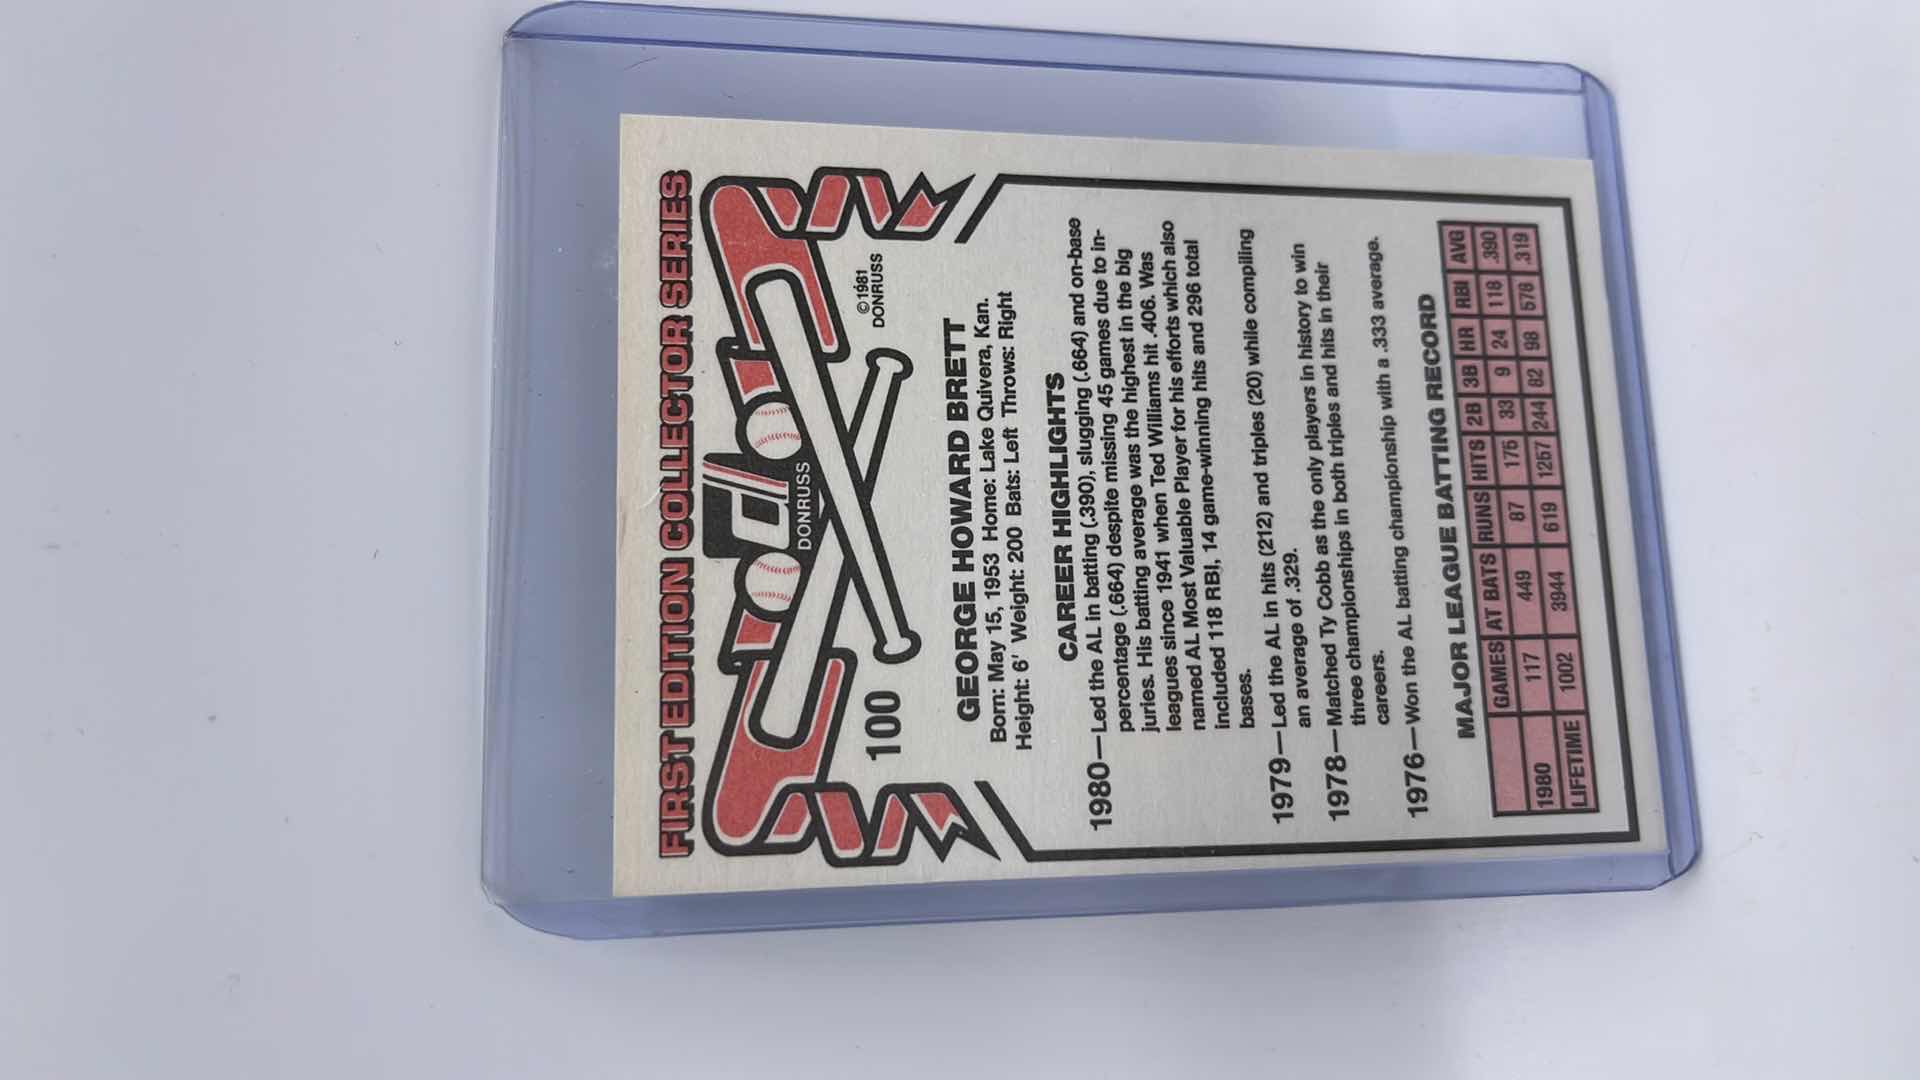 FIRST EDITION COLLECTOR SERIES
DONRUSS
100
©1981
DONRUSS
GEORGE HOWARD BRETT
Born: May 15, 1953 Home: Lake Quivera, Kan.
Height: 6' Weight: 200 Bats: Left Throws: Right
CAREER HIGHLIGHTS
1980—Led the AL in batting (.390), slugging (.664) and on-base
percentage (.664) despite missing 45 games due to in-
juries. His batting average was the highest in the big
leagues since 1941 when Ted Williams hit .406. Was
named AL Most Valuable Player for his efforts which also
included 118 RBI, 14 game-winning hits and 296 total
bases.
1979—Led the AL in hits (212) and triples (20) while compiling
an average of .329.
1978—Matched Ty Cobb as the only players in history to win
three championships in both triples and hits in their
careers.
1976—Won the AL batting championship with a .333 average.
MAJOR LEAGUE BATTING RECORD
GAMES AT BATS RUNS HITS 2B 3B HR RBI AVG
1980 117 449 87 175 33 9 24 118 .390
LIFETIME 1002 3944 619 1257 244 82 98 578 .319